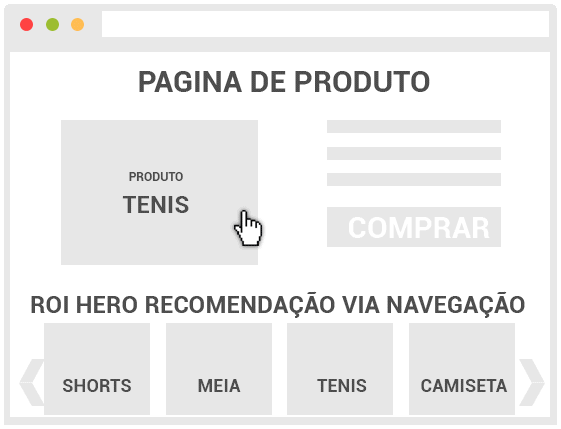 PAGINA DE PRODUTO
PRODUTO
TENIS
COMPRAR
ROI HERO RECOMENDAÇÃO VIA NAVEGAÇÃO
SHORTS
MEIA
TENIS
CAMISETA